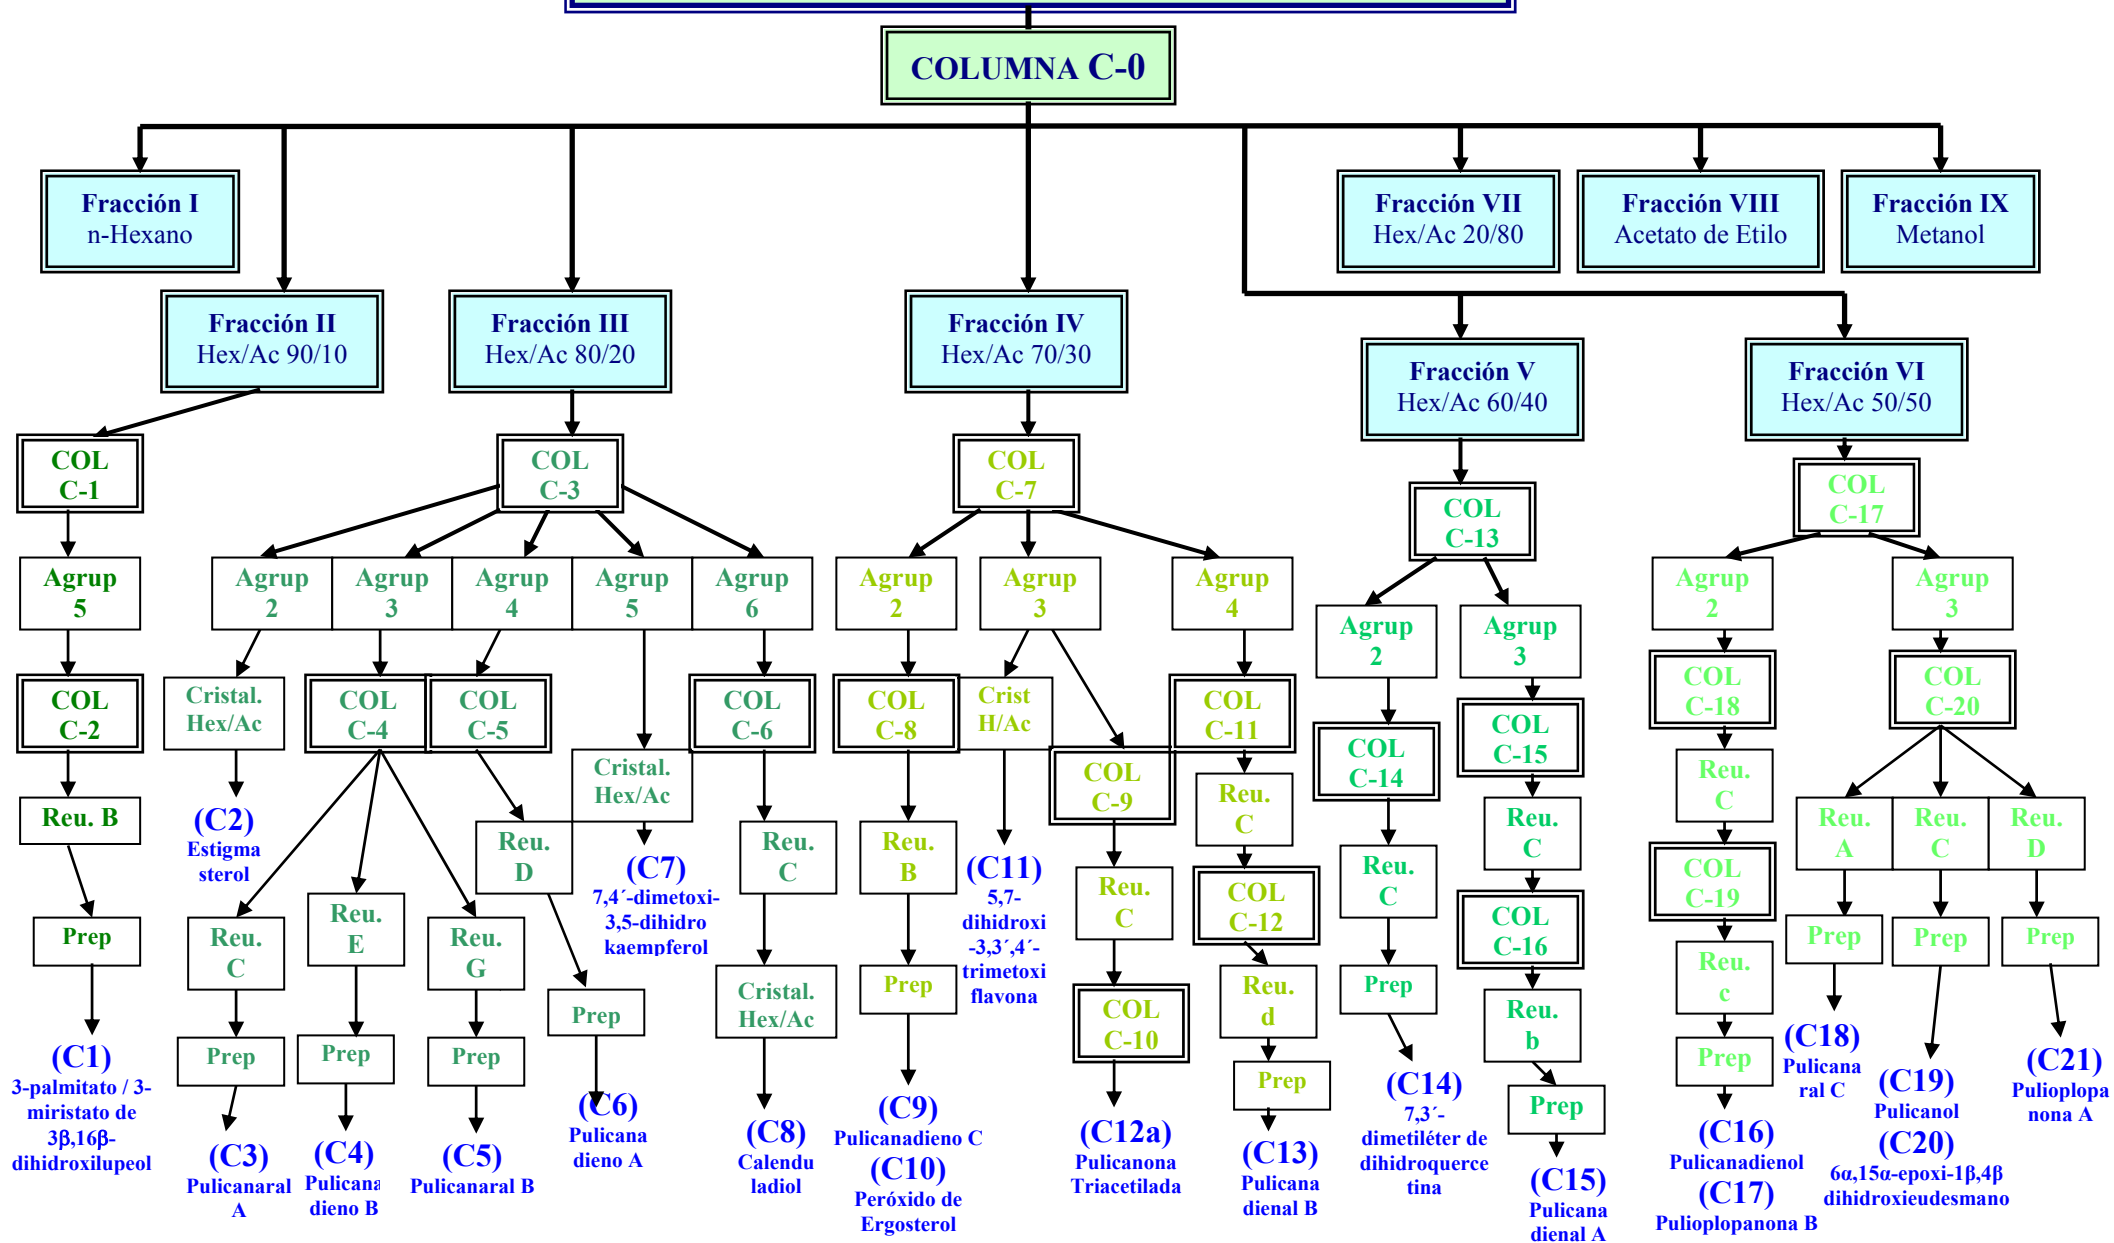 COLUMNA C-0
Fracción I
n-Hexano
Fracción VII
Hex/Ac 20/80
Fracción VIII
Acetato de Etilo
Fracción IX
Metanol
Fracción II
Hex/Ac 90/10
Fracción III
Hex/Ac 80/20
Fracción IV
Hex/Ac 70/30
Fracción V
Hex/Ac 60/40
Fracción VI
Hex/Ac 50/50
COL
C-1
Agrup
5
COL
C-2
Reu. B
Prep
(C1)
3-palmitato / 3-
miristato de
3β,16β-
dihidroxilupeol
COL
C-3
Agrup
2
Agrup
3
Agrup
4
Agrup
5
Agrup
6
Cristal.
Hex/Ac
(C2)
Estigma
sterol
COL
C-4
Reu.
C
Prep
(C3)
Pulicanaral
A
Reu.
E
Prep
(C4)
Pulicana
dieno B
Reu.
G
Prep
(C5)
Pulicanaral B
COL
C-5
Reu.
D
Prep
(C6)
Pulicana
dieno A
Cristal.
Hex/Ac
(C7)
7,4´-dimetoxi-
3,5-dihidro
kaempferol
COL
C-6
Reu.
C
Cristal.
Hex/Ac
(C8)
Calendu
ladiol
COL
C-7
Agrup
2
Agrup
3
Agrup
4
COL
C-8
Reu.
B
Prep
(C9)
Pulicanadieno C
(C10)
Peróxido de
Ergosterol
Crist
H/Ac
(C11)
5,7-
dihidroxi
-3,3´,4´-
trimetoxi
flavona
COL
C-9
Reu.
C
COL
C-10
(C12a)
Pulicanona
Triacetilada
COL
C-11
Reu.
C
COL
C-12
Reu.
d
Prep
(C13)
Pulicana
dienal B
COL
C-13
Agrup
2
Agrup
3
COL
C-14
Reu.
C
Prep
(C14)
7,3´-
dimetiléter de
dihidroquerce
tina
COL
C-15
Reu.
C
COL
C-16
Reu.
b
Prep
(C15)
Pulicana
dienal A
COL
C-17
Agrup
2
Agrup
3
COL
C-18
Reu.
C
COL
C-19
Reu.
c
Prep
(C16)
Pulicanadienol
(C17)
Pulioplopanona B
COL
C-20
Reu.
A
Reu.
C
Reu.
D
Prep
Prep
Prep
(C18)
Pulicana
ral C
(C19)
Pulicanol
(C20)
6α,15α-epoxi-1β,4β
dihidroxieudesmano
(C21)
Pulioplopa
nona A